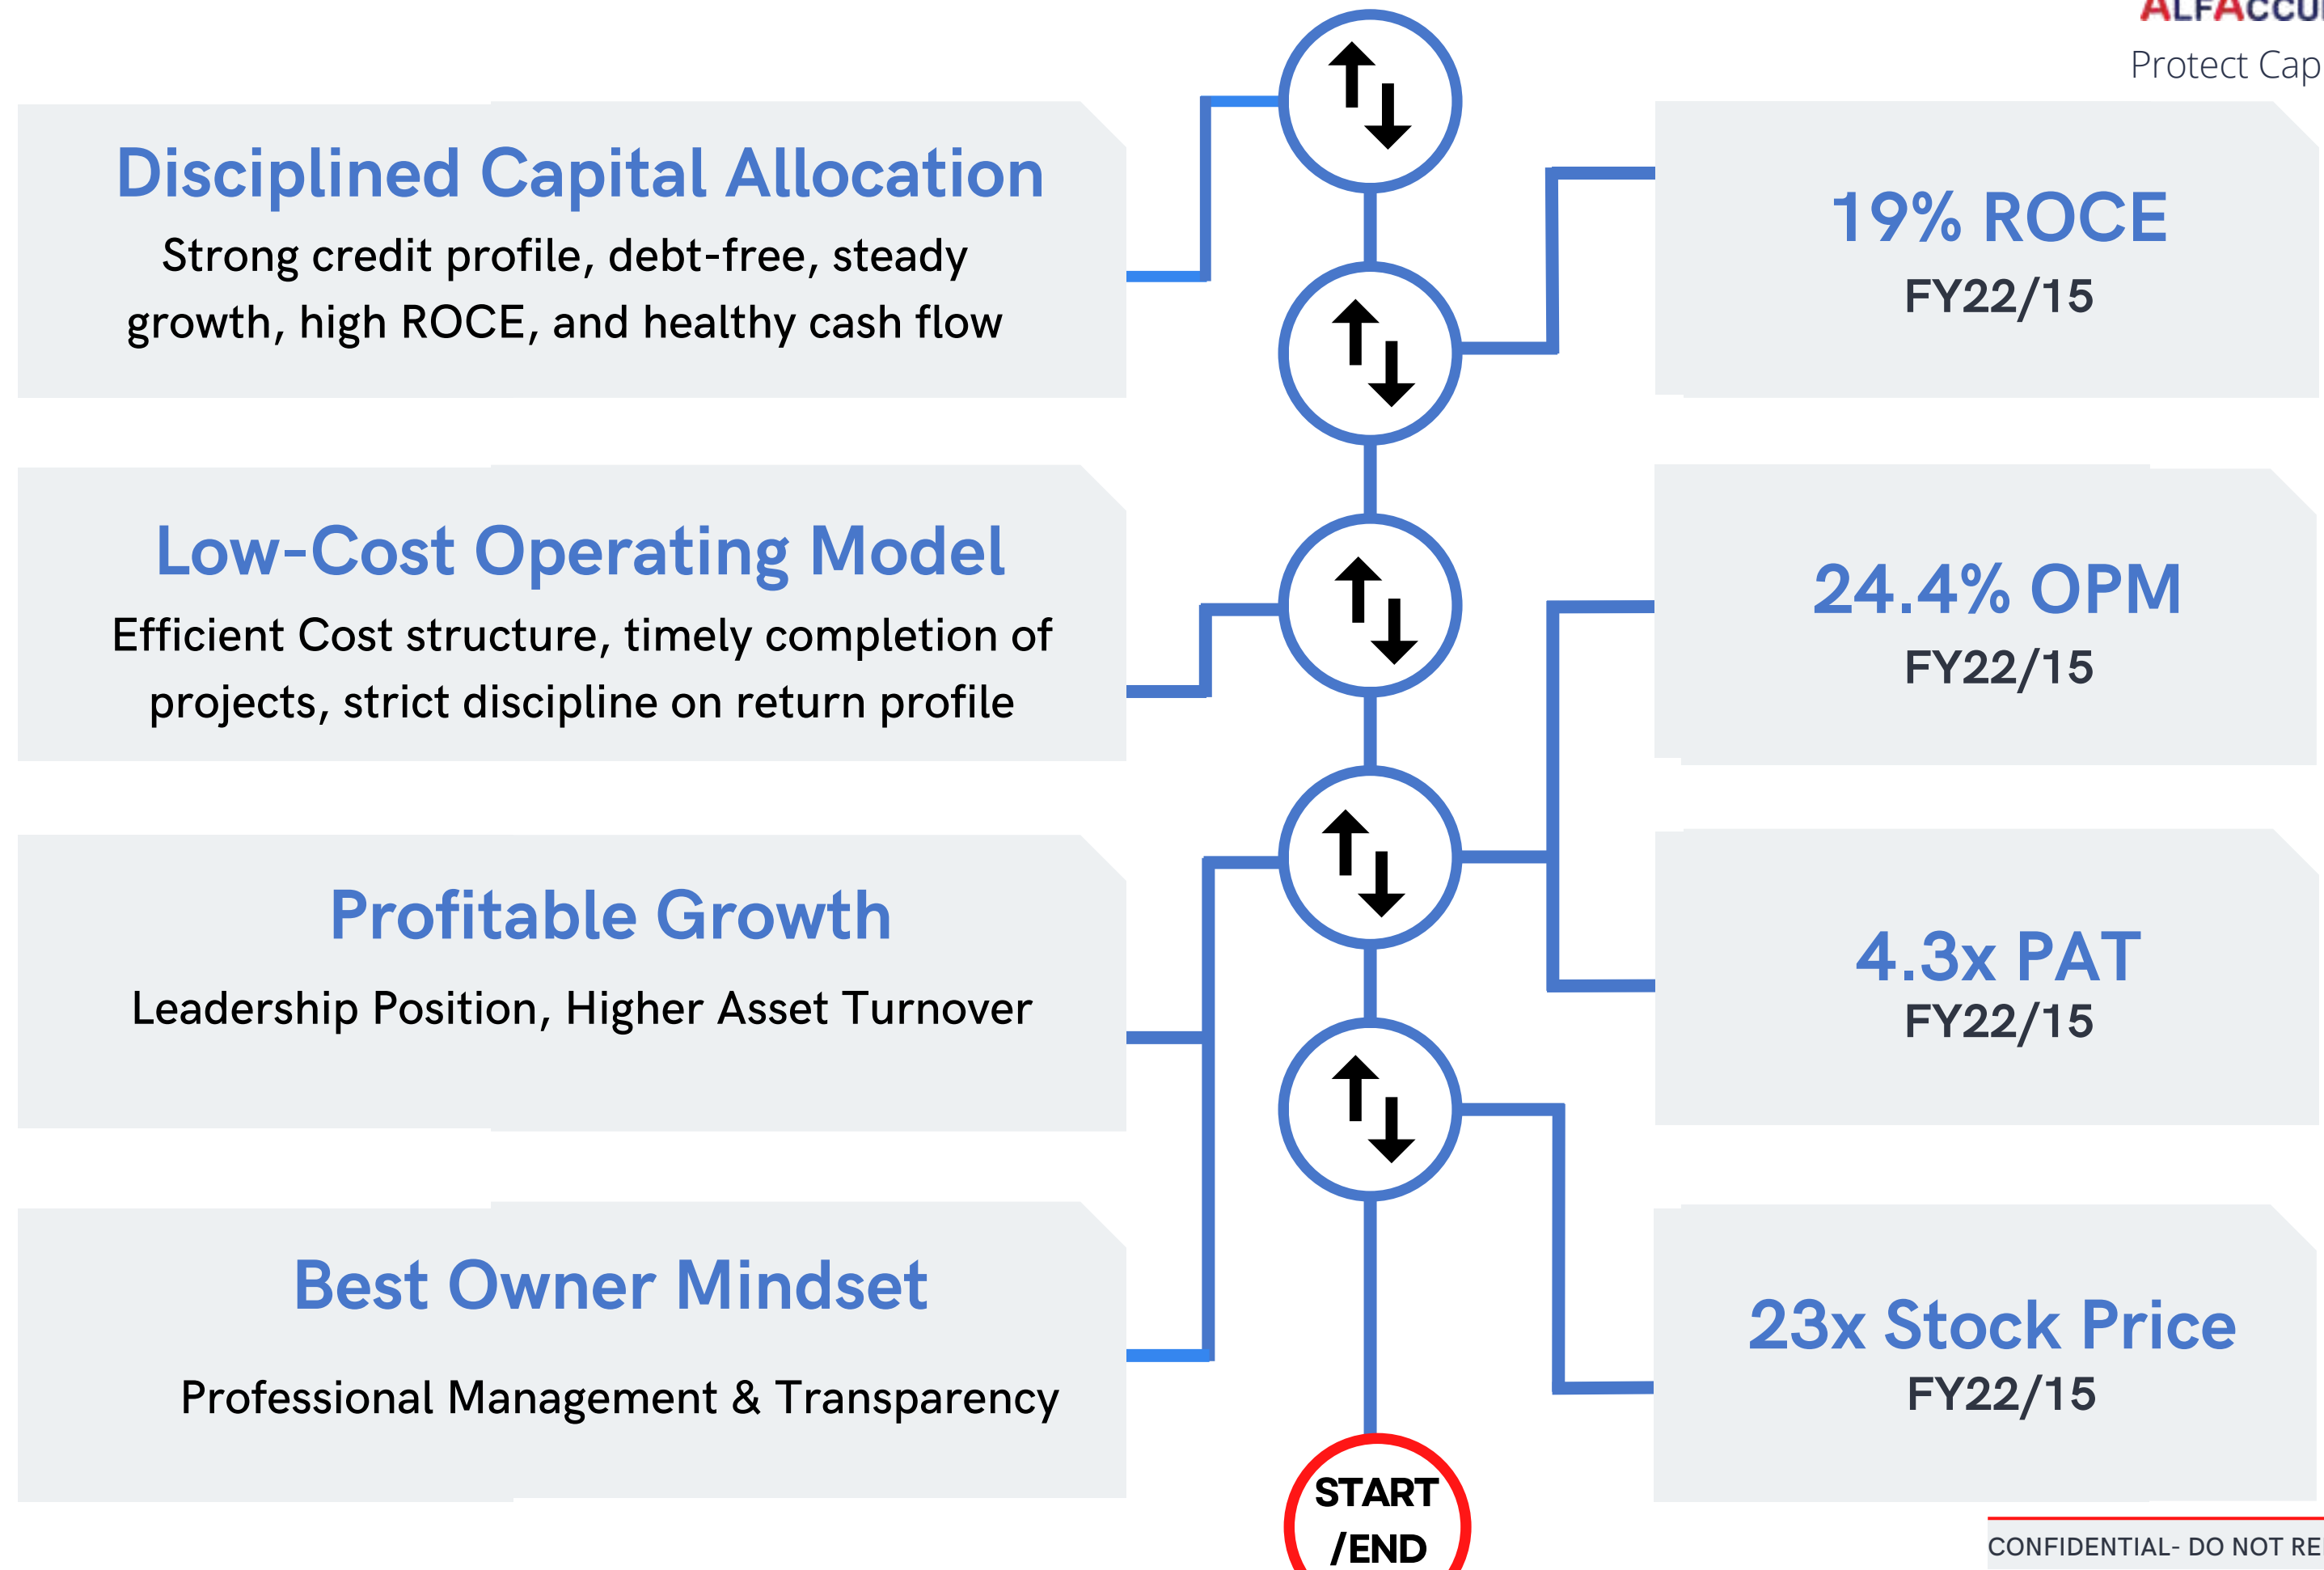 Protect Cap
Disciplined Capital Allocation
Strong credit profile, debt-free, steady
growth, high ROCE, and healthy cash flow
19% ROCE
FY22/15
Low-Cost Operating Model
Efficient Cost structure, timely completion of
projects, strict discipline on return profile
24.4% OPM
FY22/15
Profitable Growth
Leadership Position, Higher Asset Turnover
4.3x PAT
FY22/15
Best Owner Mindset
Professional Management & Transparency
23x Stock Price
FY22/15
START
/END
CONFIDENTIAL- DO NOT RE